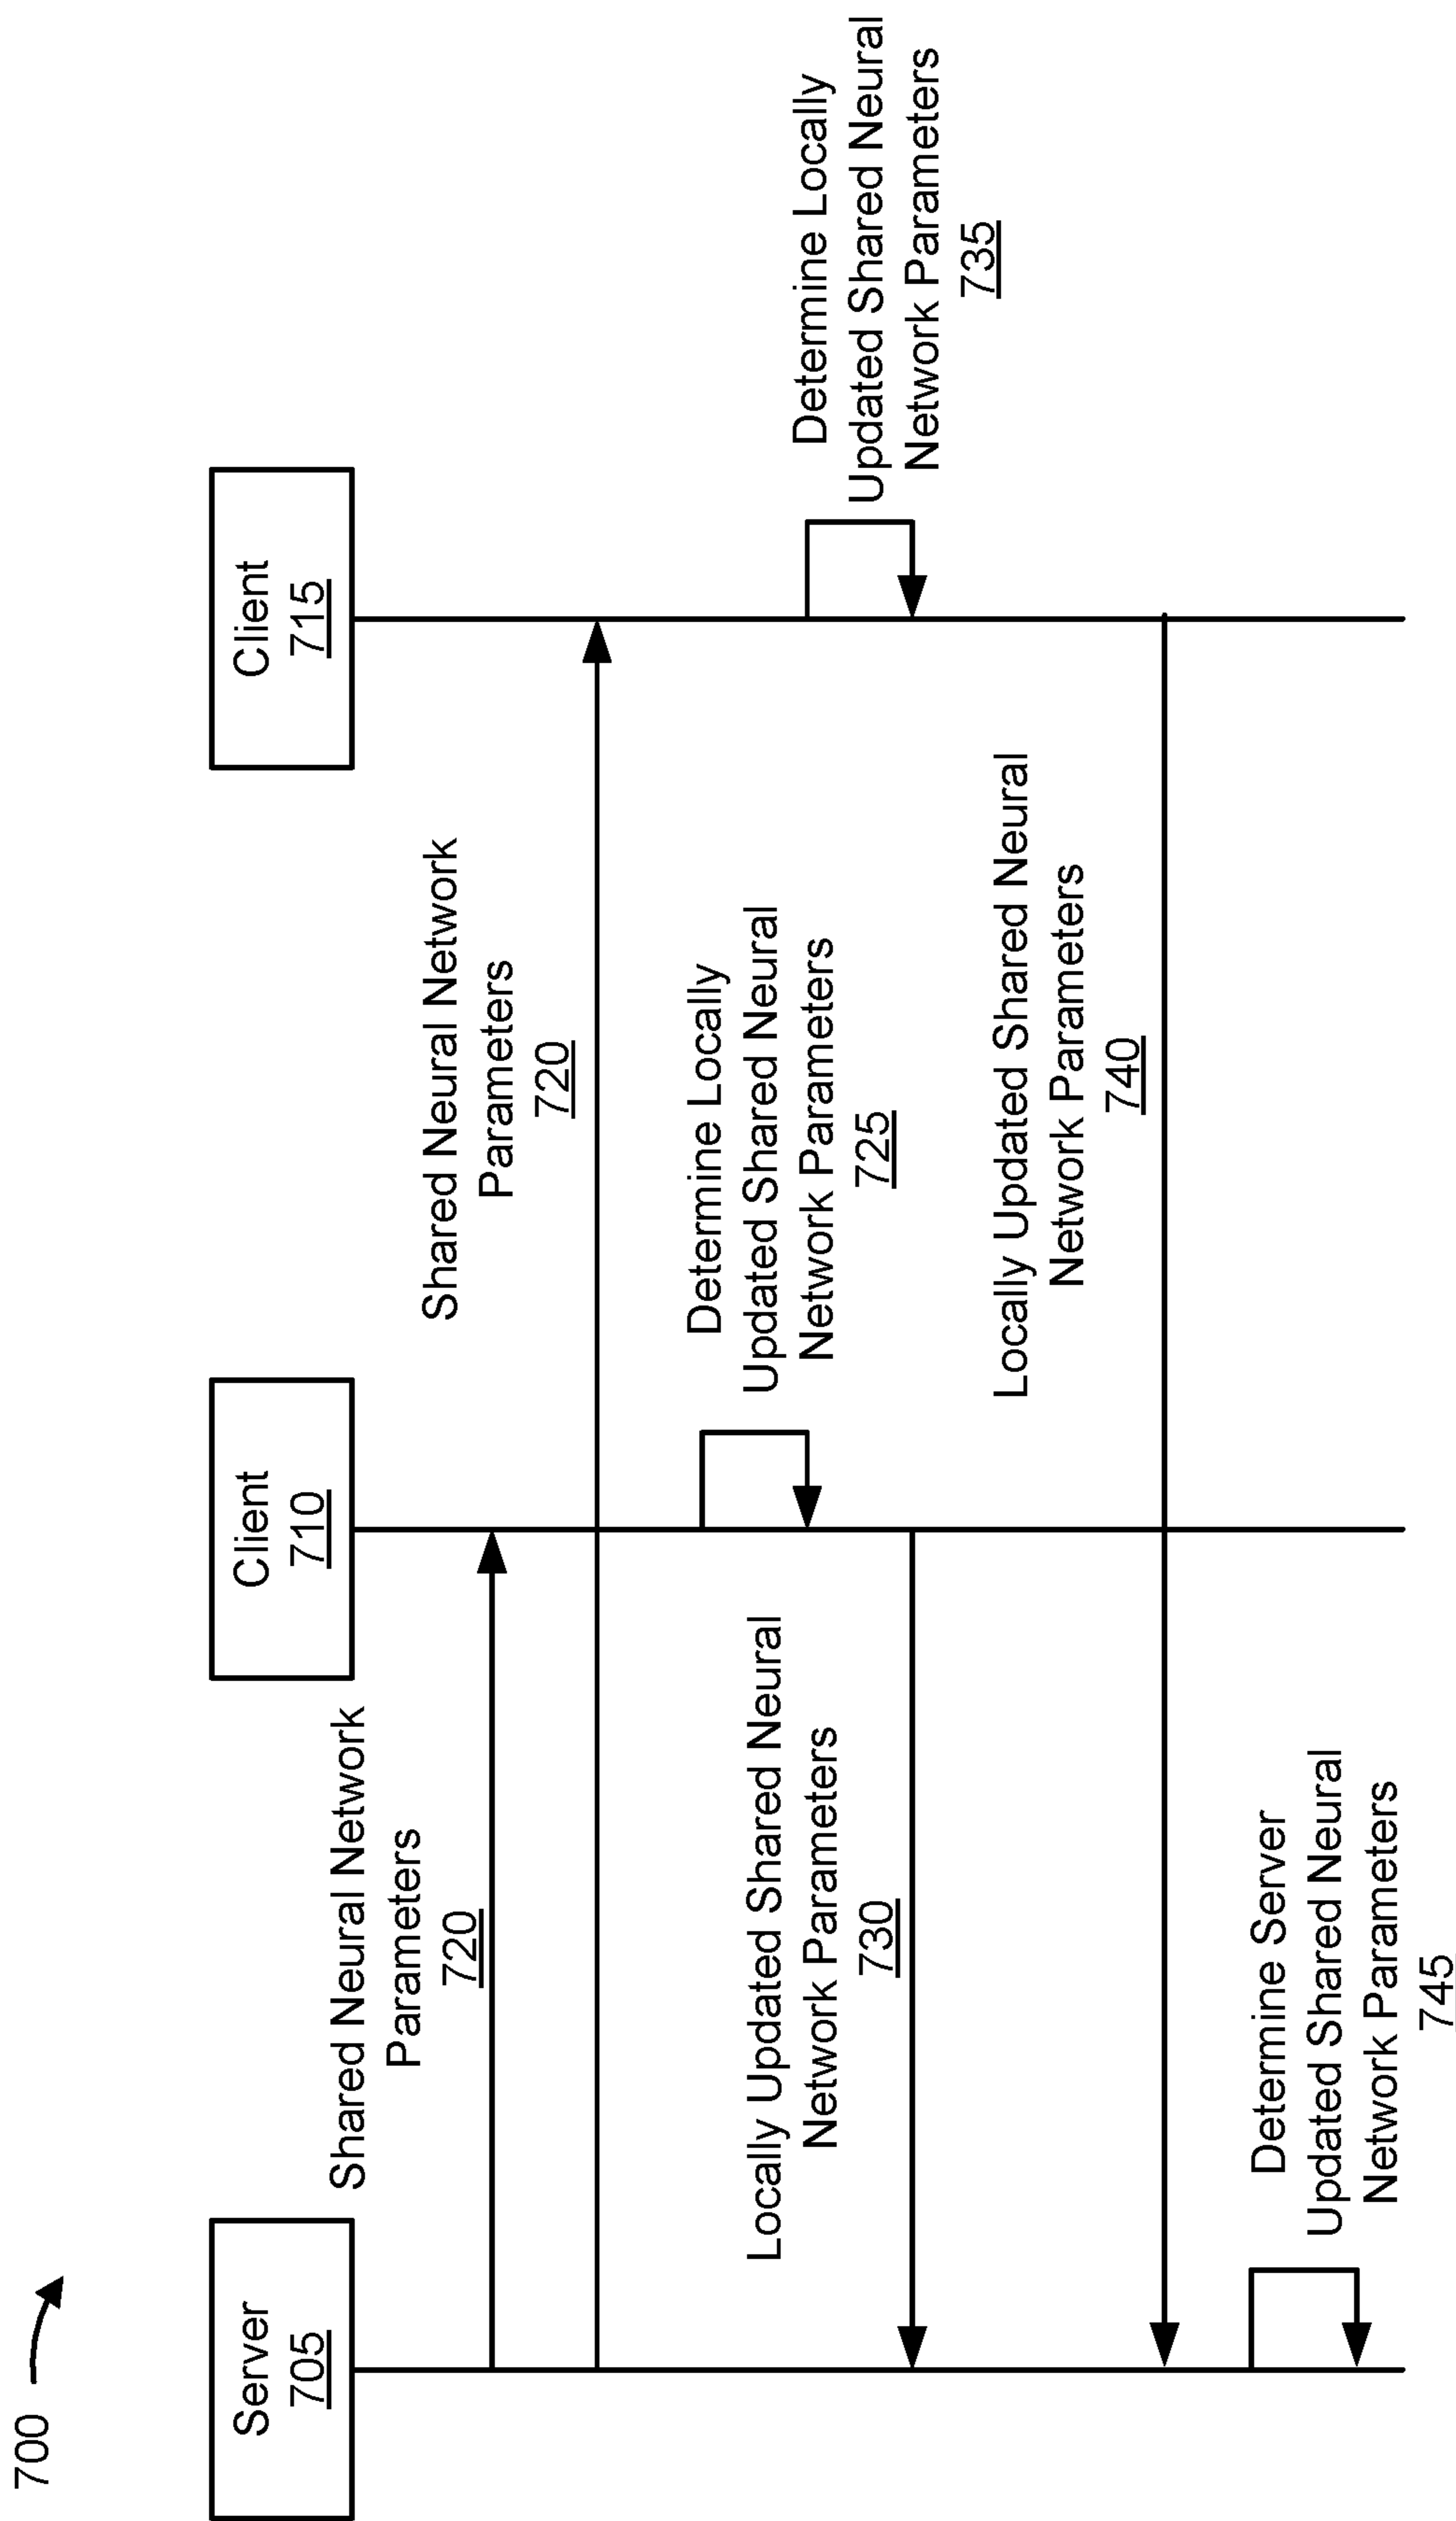 700
Server
705
Client
710
Client
715
Shared Neural Network
Parameters
720
Shared Neural Network
Parameters
720
Determine Locally
Updated Shared Neural
Network Parameters
725
Locally Updated Shared Neural
Network Parameters
730
Determine Locally
Updated Shared Neural
Network Parameters
735
Locally Updated Shared Neural
Network Parameters
740
Determine Server
Updated Shared Neural
Network Parameters
745